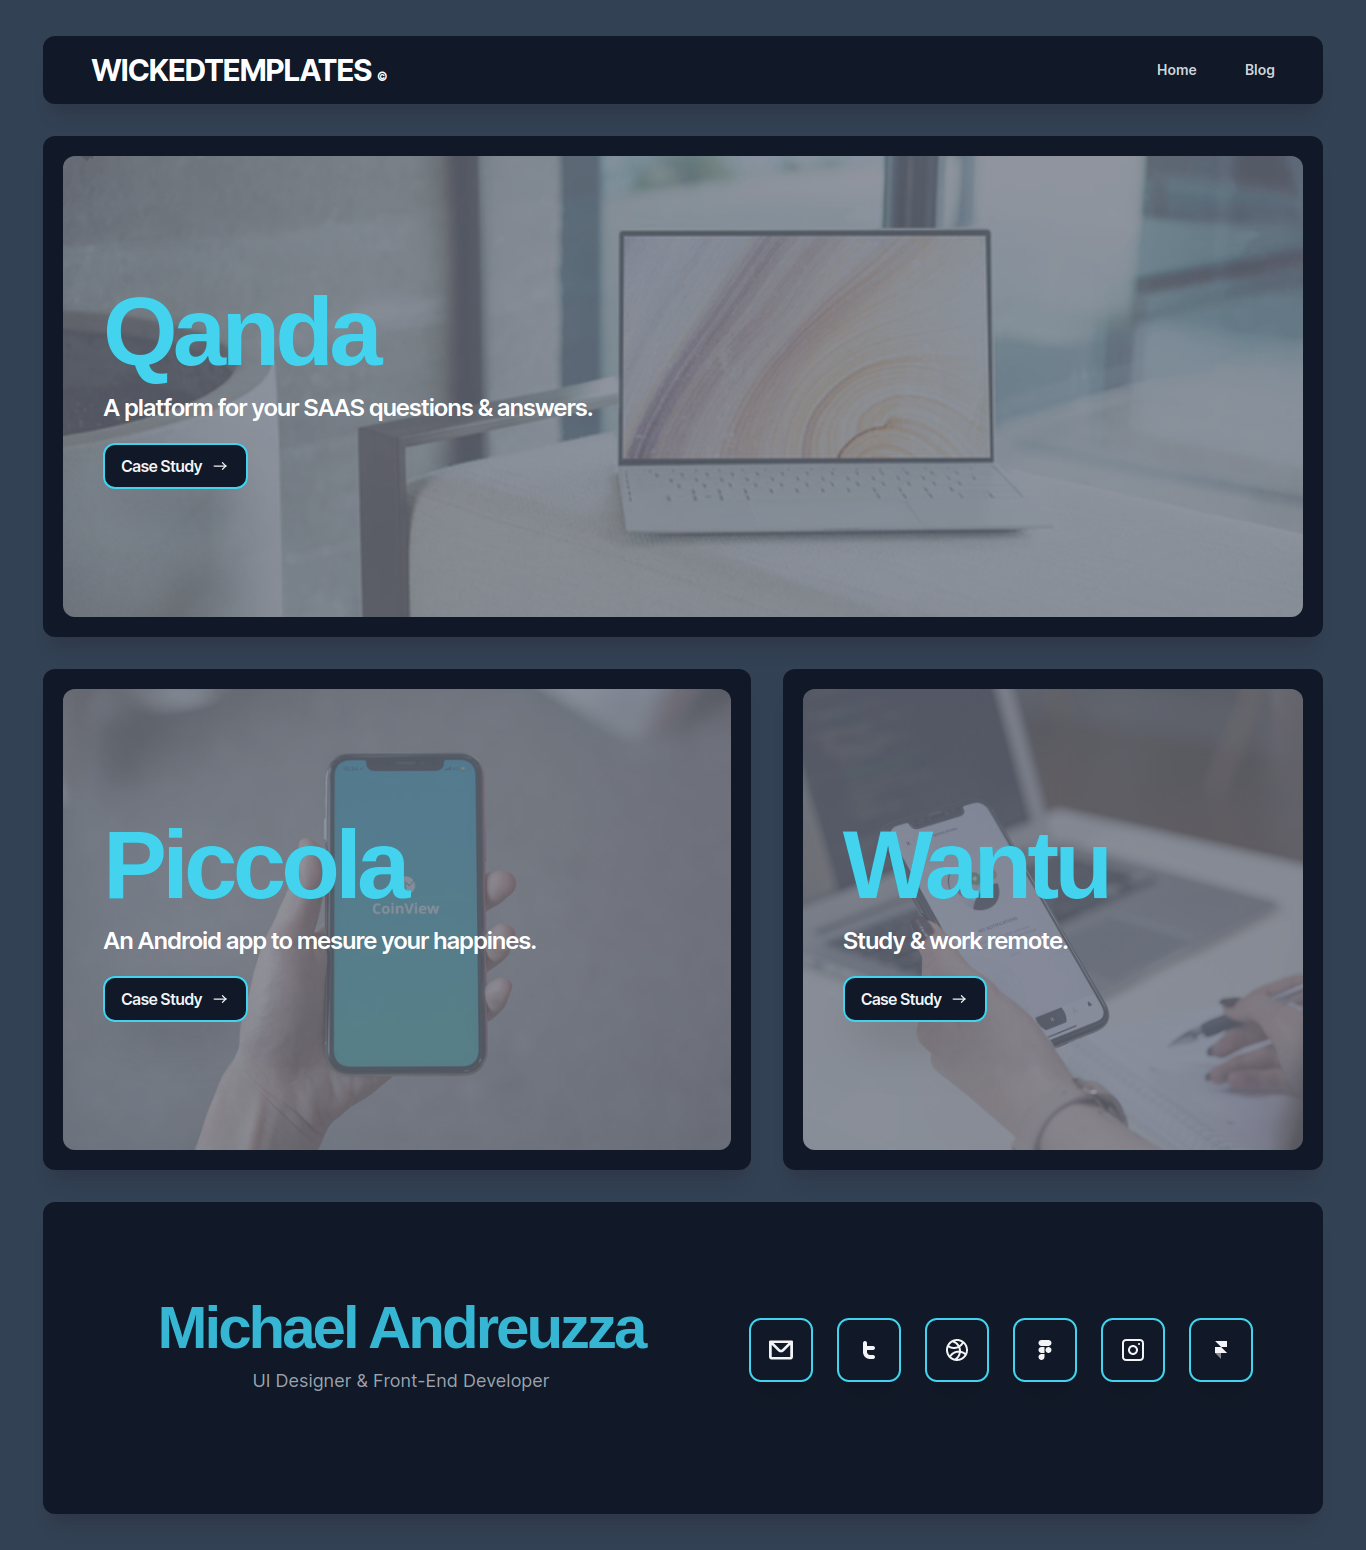 WICKEDTEMPLATES ©
Home
Blog
Qanda
A platform for your SAAS questions & answers.
Case Study →
Piccola
CoinView
An Android app to mesure your happines.
Case Study →
Wantu
Study & work remote.
Case Study →
Michael Andreuzza
UI Designer & Front-End Developer